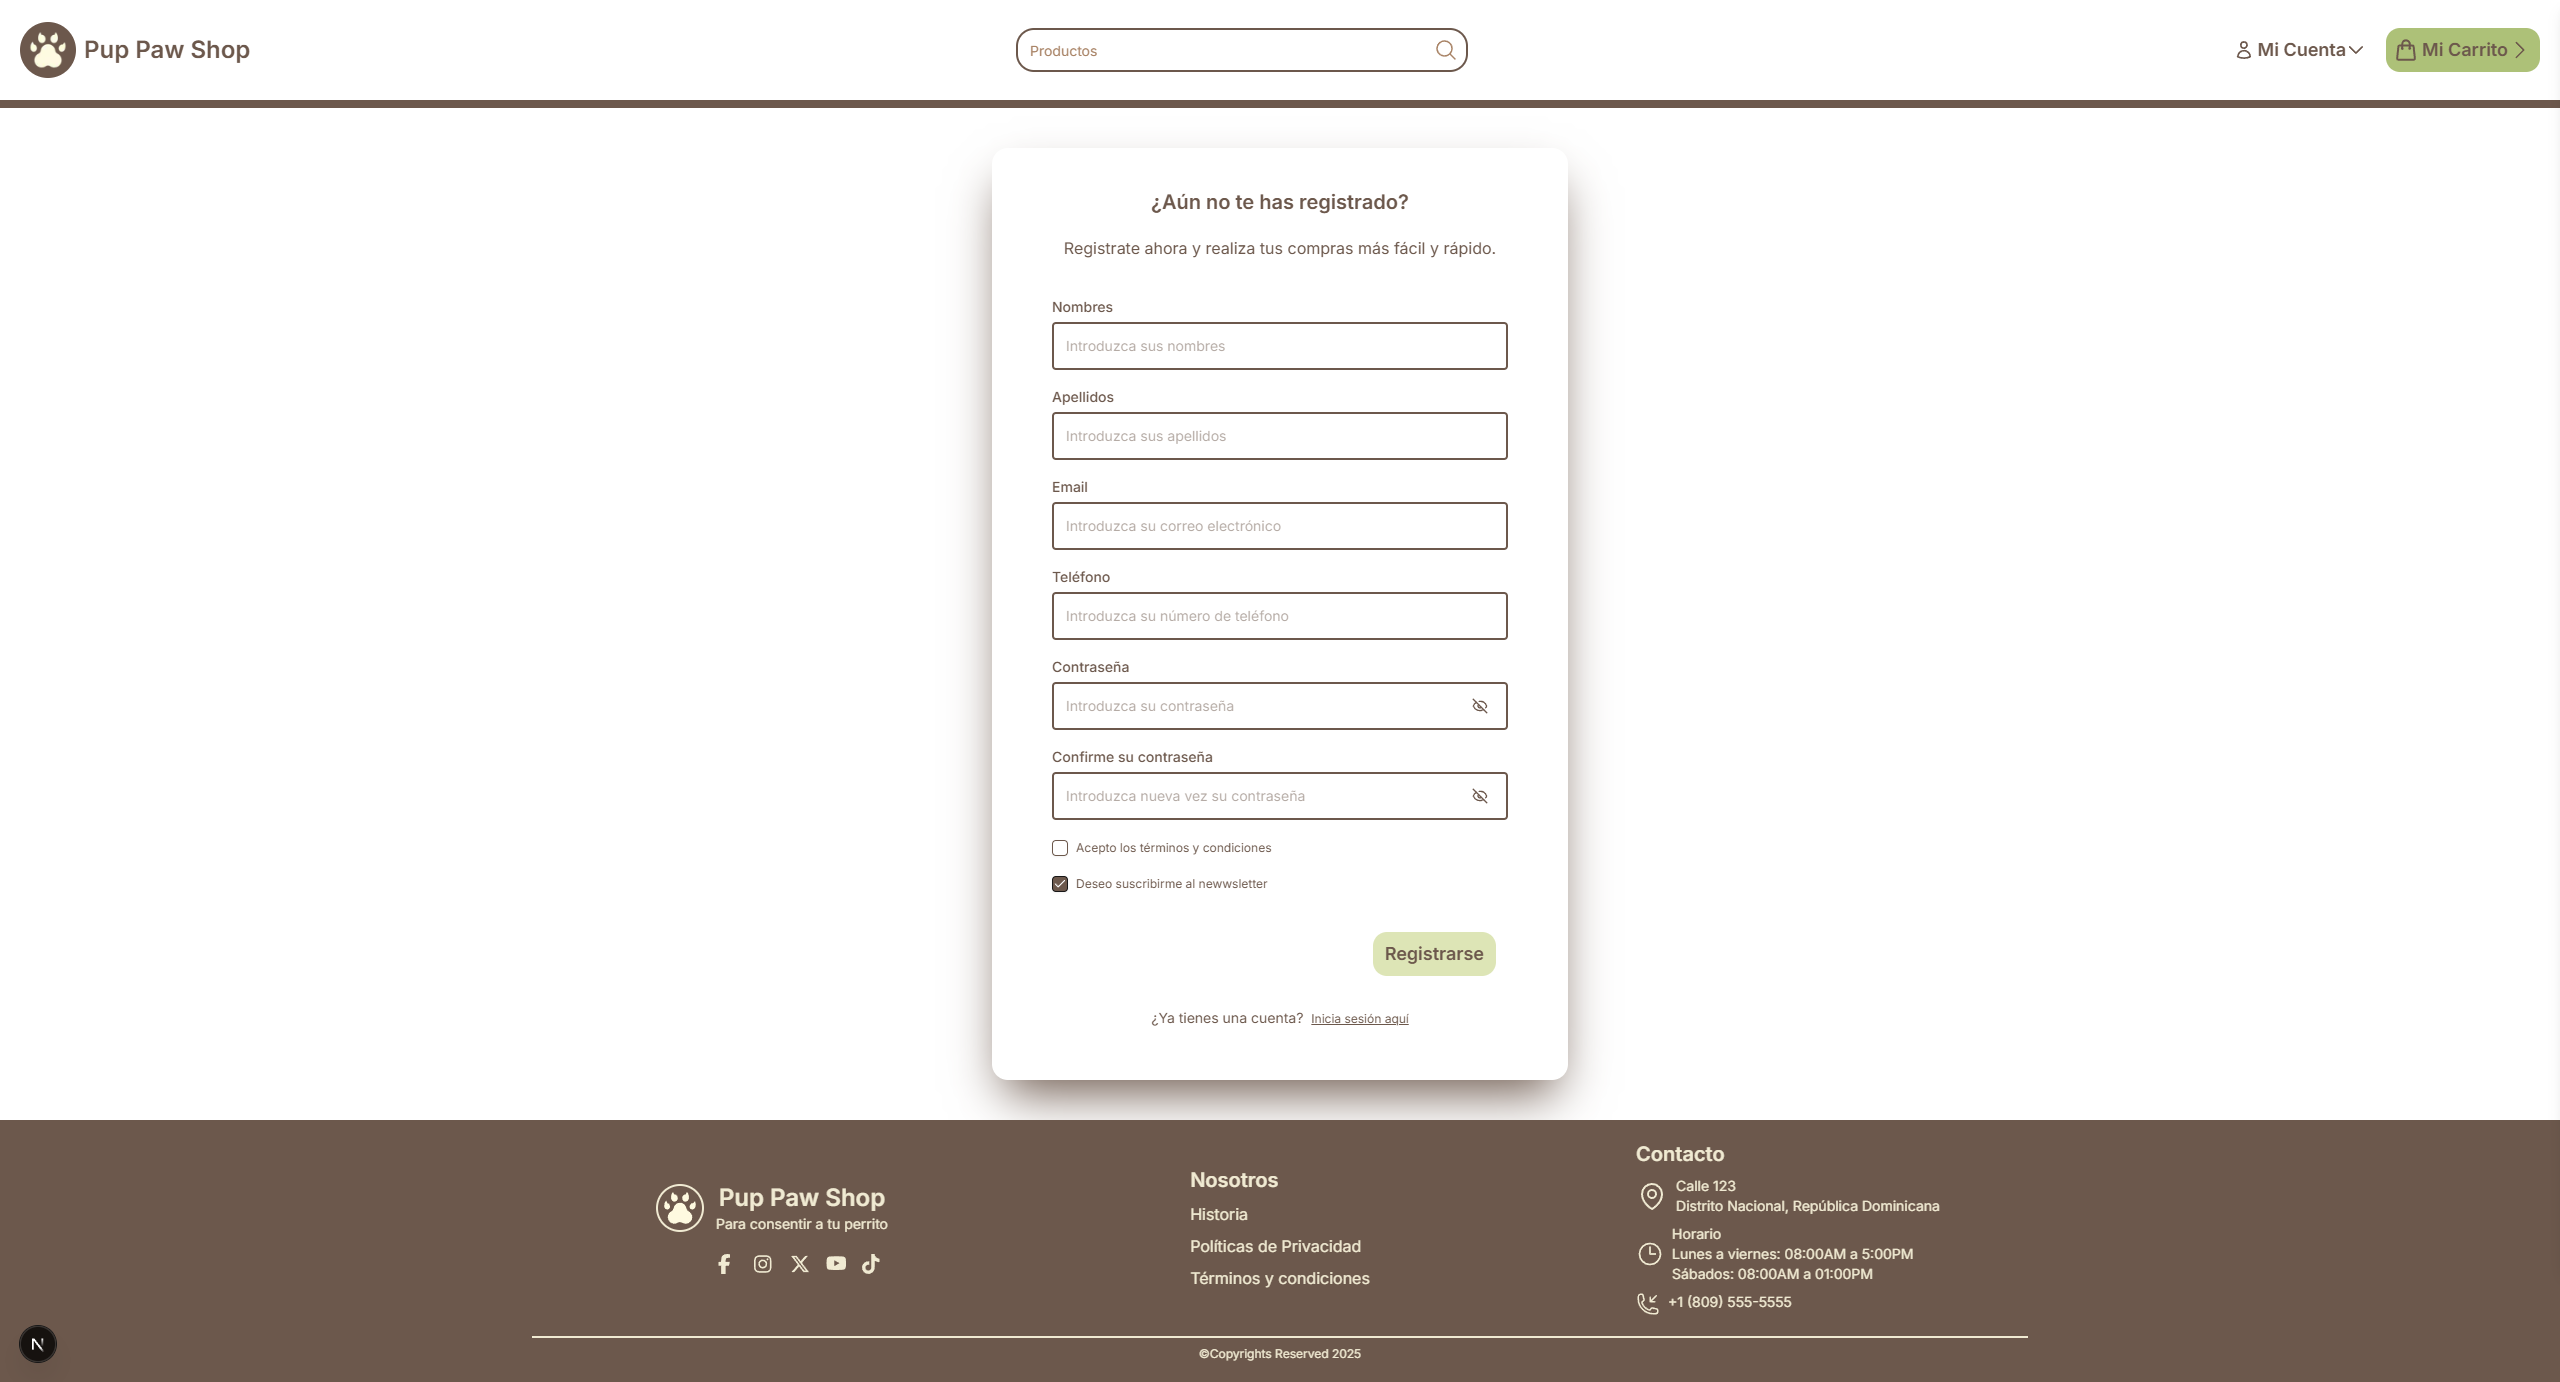 Pup Paw Shop
Productos
Mi Cuenta
Mi Carrito
¿Aún no te has registrado?
Registrate ahora y realiza tus compras más fácil y rápido.
Nombres
Introduzca sus nombres
Apellidos
Introduzca sus apellidos
Email
Introduzca su correo electrónico
Teléfono
Introduzca su número de teléfono
Contraseña
Introduzca su contraseña
Confirme su contraseña
Introduzca nueva vez su contraseña
Acepto los términos y condiciones
Deseo suscribirme al newwsletter
Registrarse
¿Ya tienes una cuenta? Inicia sesión aquí
Pup Paw Shop
Para consentir a tu perrito
Nosotros
Historia
Políticas de Privacidad
Términos y condiciones
Contacto
Calle 123
Distrito Nacional, República Dominicana
Horario
Lunes a viernes: 08:00AM a 5:00PM
Sábados: 08:00AM a 01:00PM
+1 (809) 555-5555
N
©Copyrights Reserved 2025